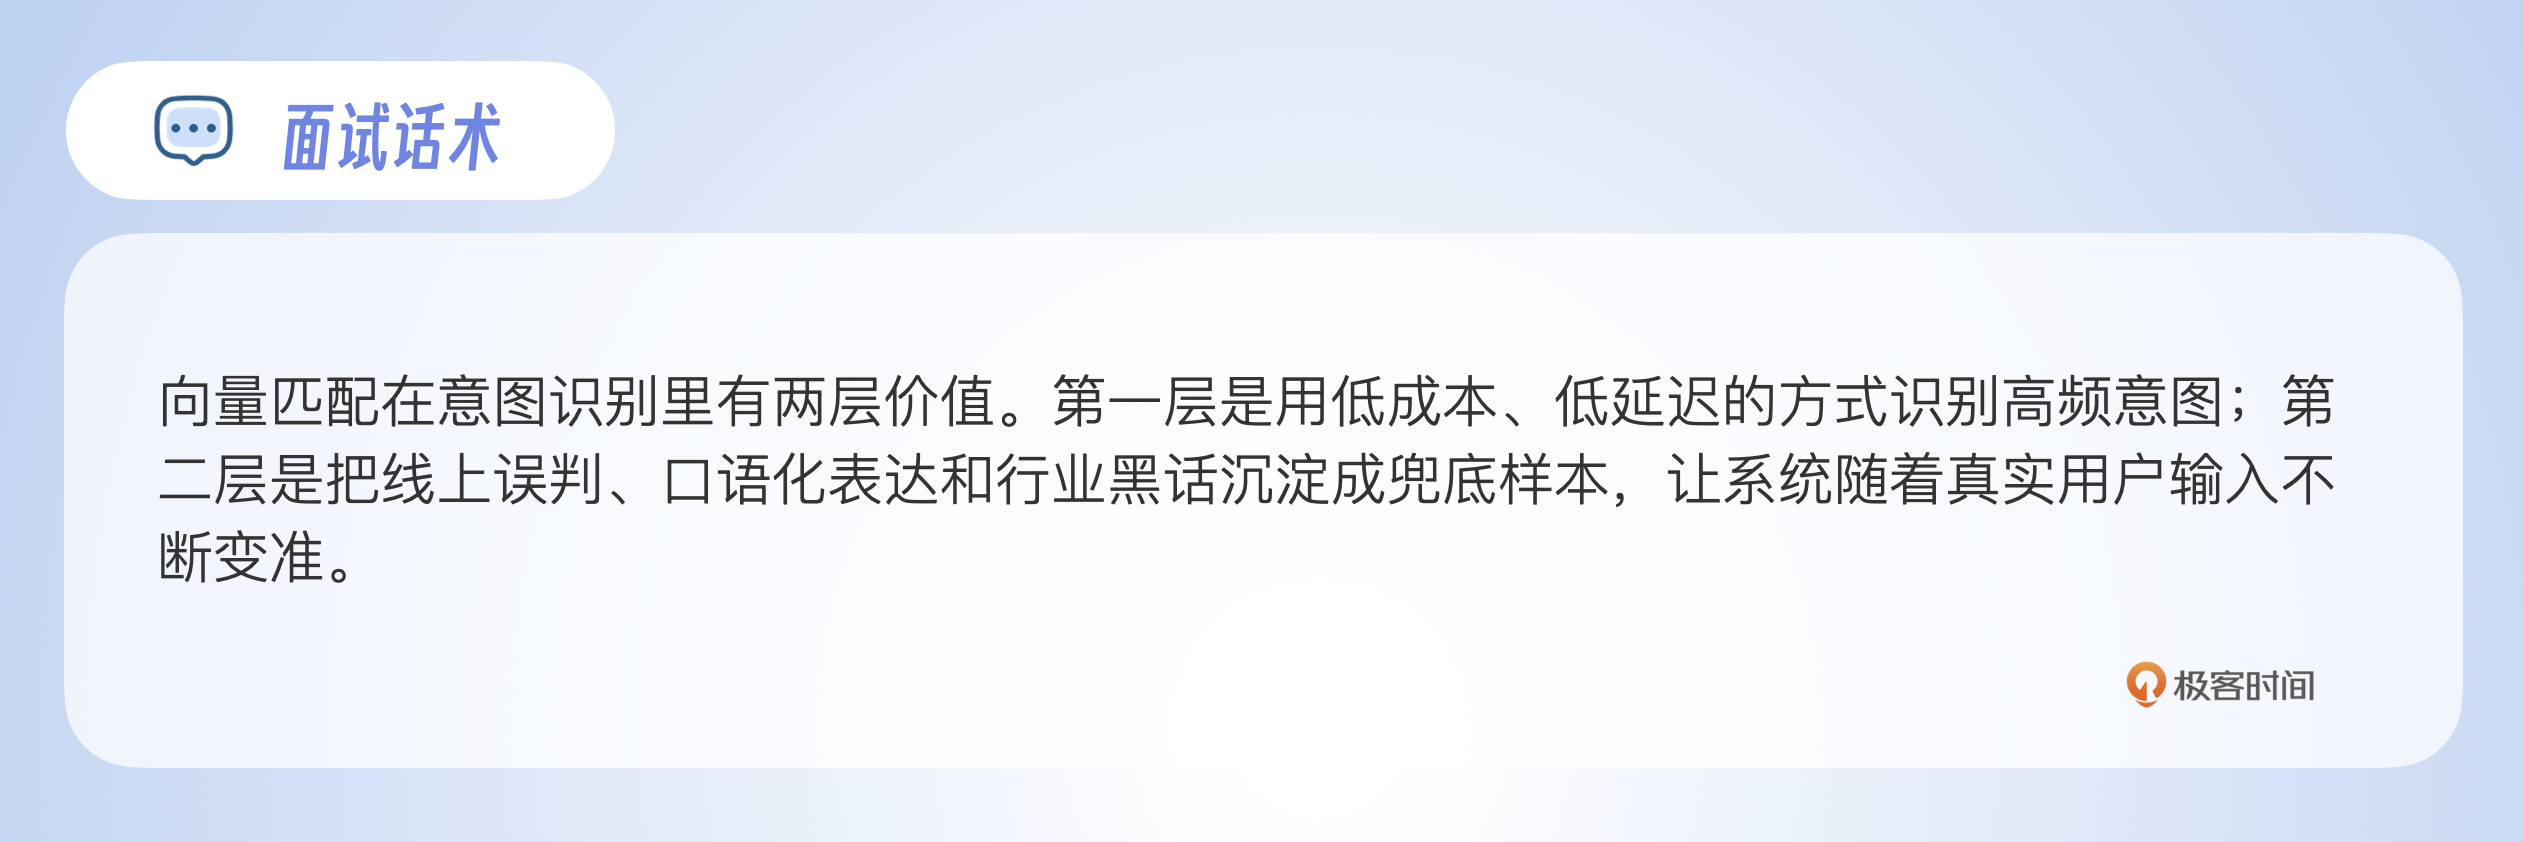 面试话术
向量匹配在意图识别里有两层价值。第一层是用低成本、低延迟的方式识别高频意图；第
二层是把线上误判、口语化表达和行业黑话沉淀成兜底样本，让系统随着真实用户输入不
断变准。
极客时间